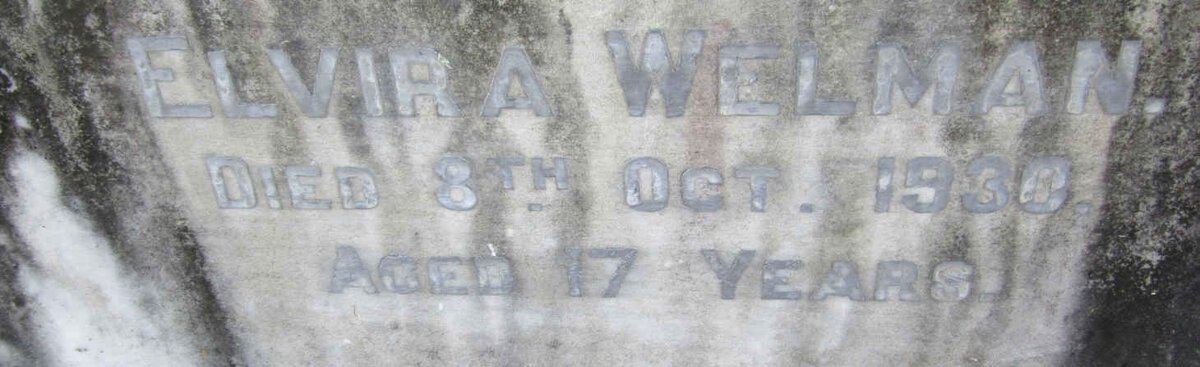 ELVIRA WELMAN.
DIED 8TH. OCT. 1930.
AGED 17 YEARS.